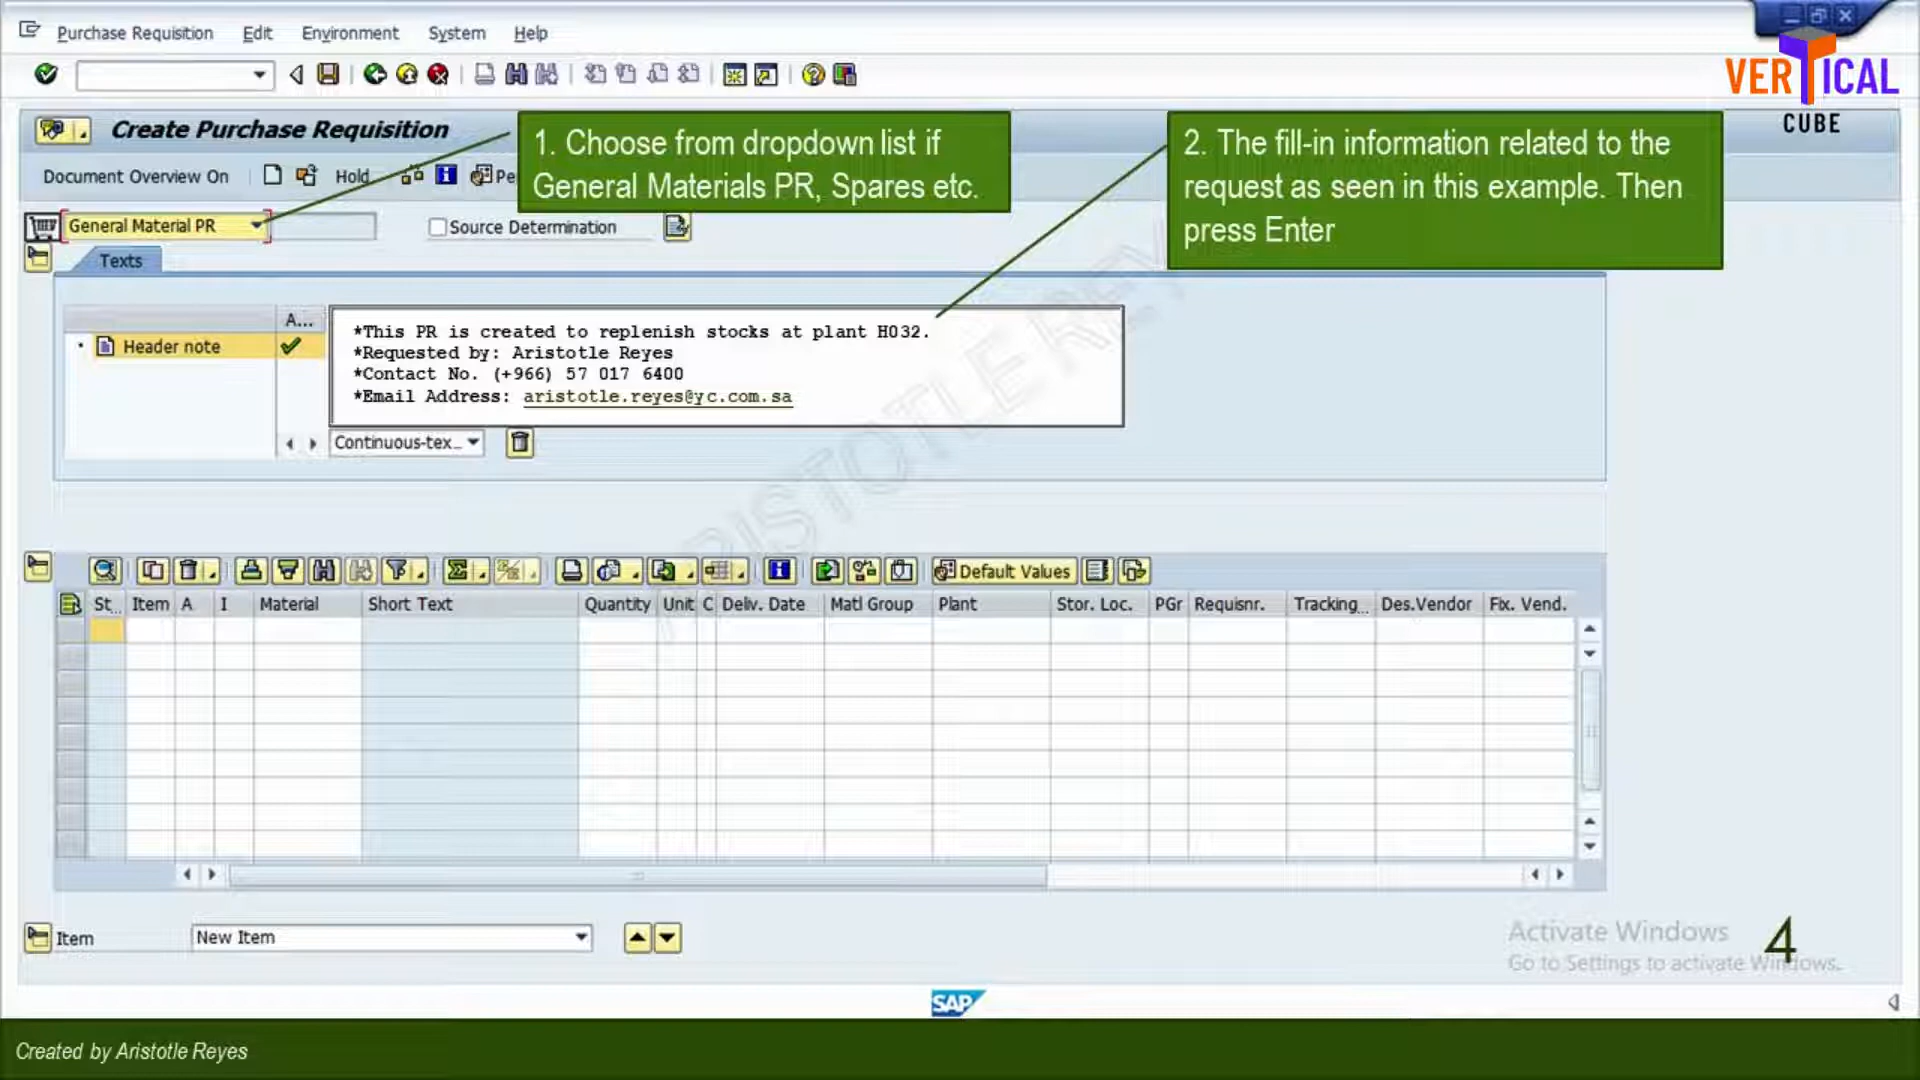 Purchase Requisition Edit Environment System Help
VERTICAL
CUBE
Create Purchase Requisition
1. Choose from dropdown list if
General Materials PR, Spares etc.
2. The fill-in information related to the
request as seen in this example. Then
press Enter
Document Overview On Hold Pe
General Material PR Source Determination
Texts
A...
Header note
*This PR is created to replenish stocks at plant H032.
*Requested by: Aristotle Reyes
*Contact No. (+966) 57 017 6400
*Email Address: aristotle.reyes@yc.com.sa
Continuous-tex...
ARISTOTLE REY
Default Values
St... Item A I Material Short Text Quantity Unit C Deliv. Date Matl Group Plant Stor. Loc. PGr Requisnr. Tracking... Des.Vendor Fix. Vend.
Item New Item
Activate Windows
Go to Settings to activate Windows.
4
SAP
Created by Aristotle Reyes